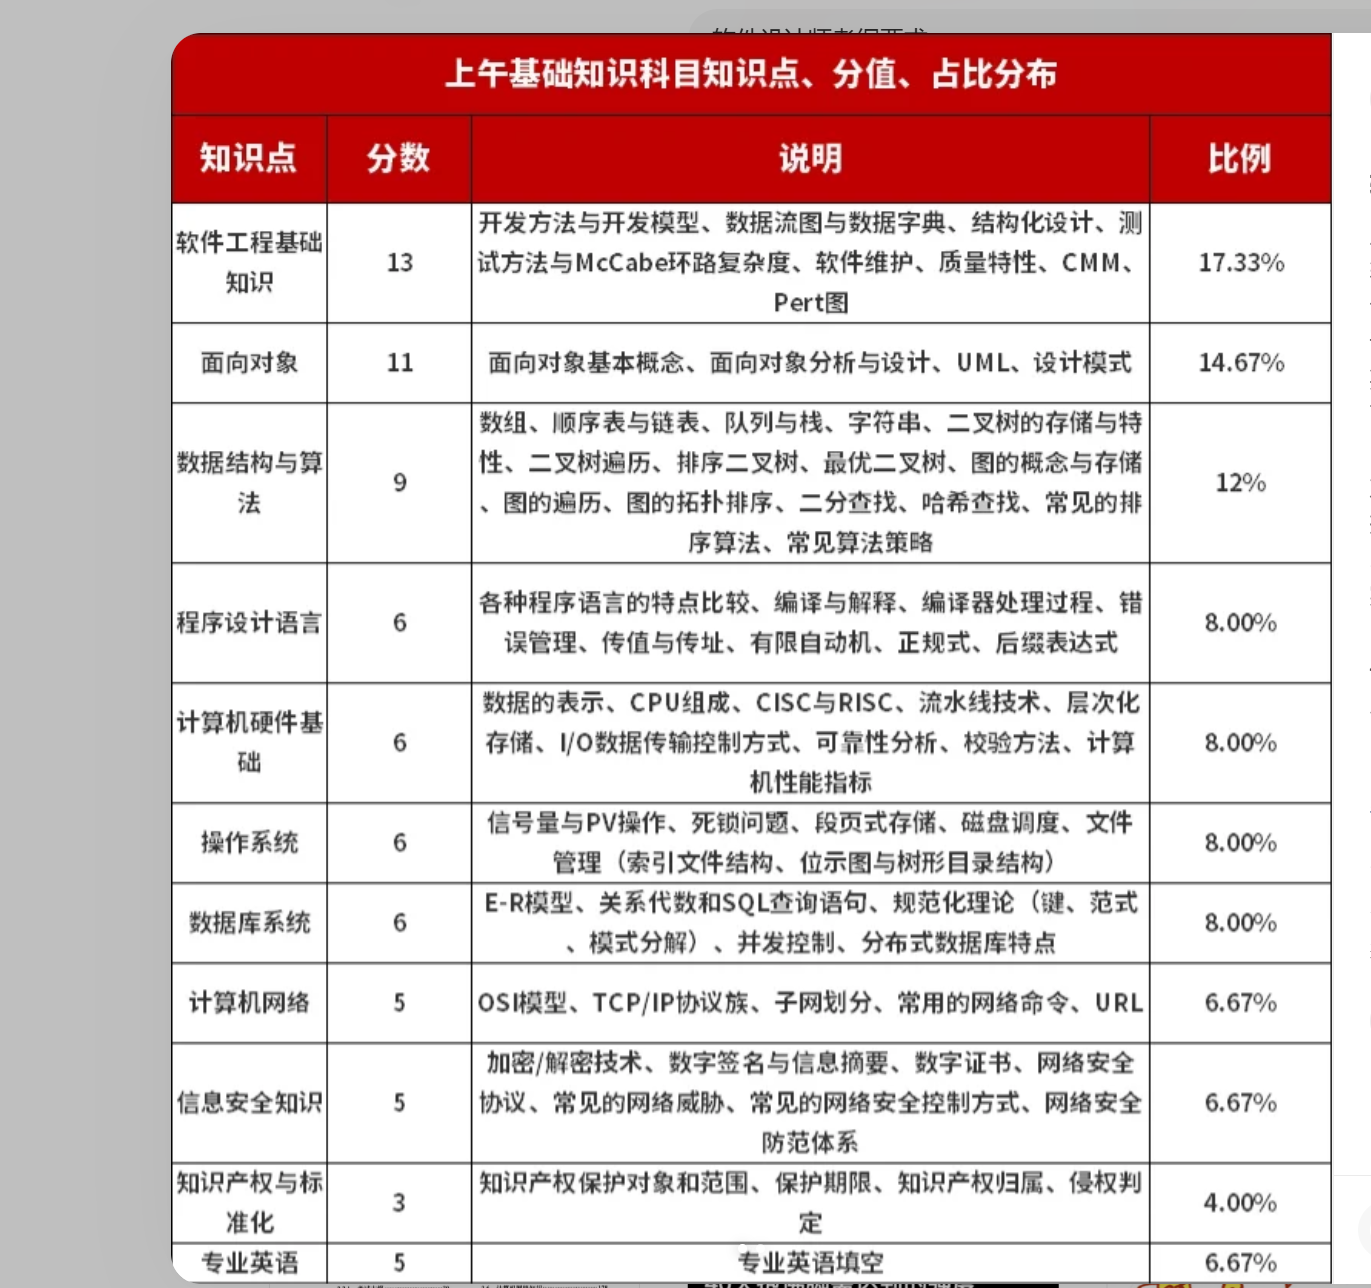 上午基础知识科目知识点、分值、占比分布
知识点 分数 说明 比例
软件工程基础
知识
13
开发方法与开发模型、数据流图与数据字典、结构化设计、测
试方法与McCabe环路复杂度、软件维护、质量特性、CMM、
Pert图
17.33%
面向对象
11
面向对象基本概念、面向对象分析与设计、UML、设计模式
14.67%
数据结构与算
法
9
数组、顺序表与链表、队列与栈、字符串、二叉树的存储与特
性、二叉树遍历、排序二叉树、最优二叉树、图的概念与存储
、图的遍历、图的拓扑排序、二分查找、哈希查找、常见的排
序算法、常见算法策略
12%
程序设计语言
6
各种程序语言的特点比较、编译与解释、编译器处理过程、错
误管理、传值与传址、有限自动机、正规式、后缀表达式
8.00%
计算机硬件基
础
6
数据的表示、CPU组成、CISC与RISC、流水线技术、层次化
存储、I/O数据传输控制方式、可靠性分析、校验方法、计算
机性能指标
8.00%
操作系统
6
信号量与PV操作、死锁问题、段页式存储、磁盘调度、文件
管理（索引文件结构、位示图与树形目录结构）
8.00%
数据库系统
6
E-R模型、关系代数和SQL查询语句、规范化理论（键、范式
、模式分解）、并发控制、分布式数据库特点
8.00%
计算机网络
5
OSI模型、TCP/IP协议族、子网划分、常用的网络命令、URL
6.67%
信息安全知识
5
加密/解密技术、数字签名与信息摘要、数字证书、网络安全
协议、常见的网络威胁、常见的网络安全控制方式、网络安全
防范体系
6.67%
知识产权与标
准化
3
知识产权保护对象和范围、保护期限、知识产权归属、侵权判
定
4.00%
专业英语
5
专业英语填空
6.67%